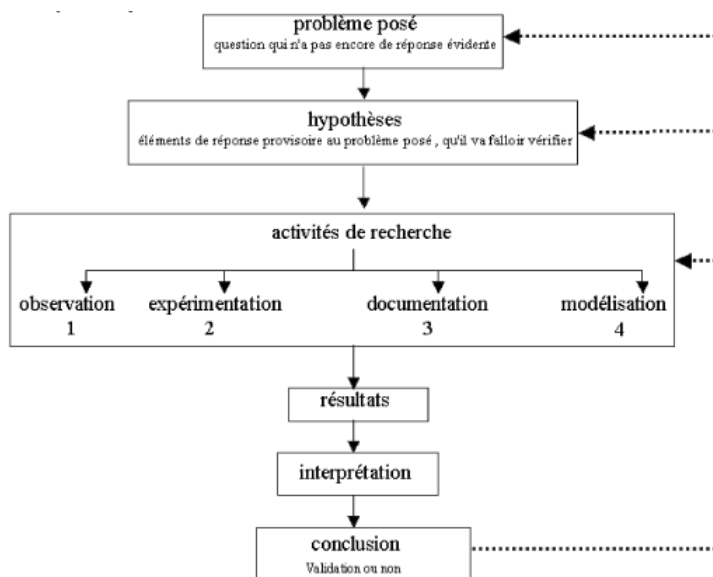 problème posé
question qui n'a pas encore de réponse évidente
hypothèses
éléments de réponse provisoire au problème posé , qu'il va falloir vérifier
activités de recherche
observation expérimentation documentation modélisation
1 2 3 4
résultats
interprétation
conclusion
Validation ou non